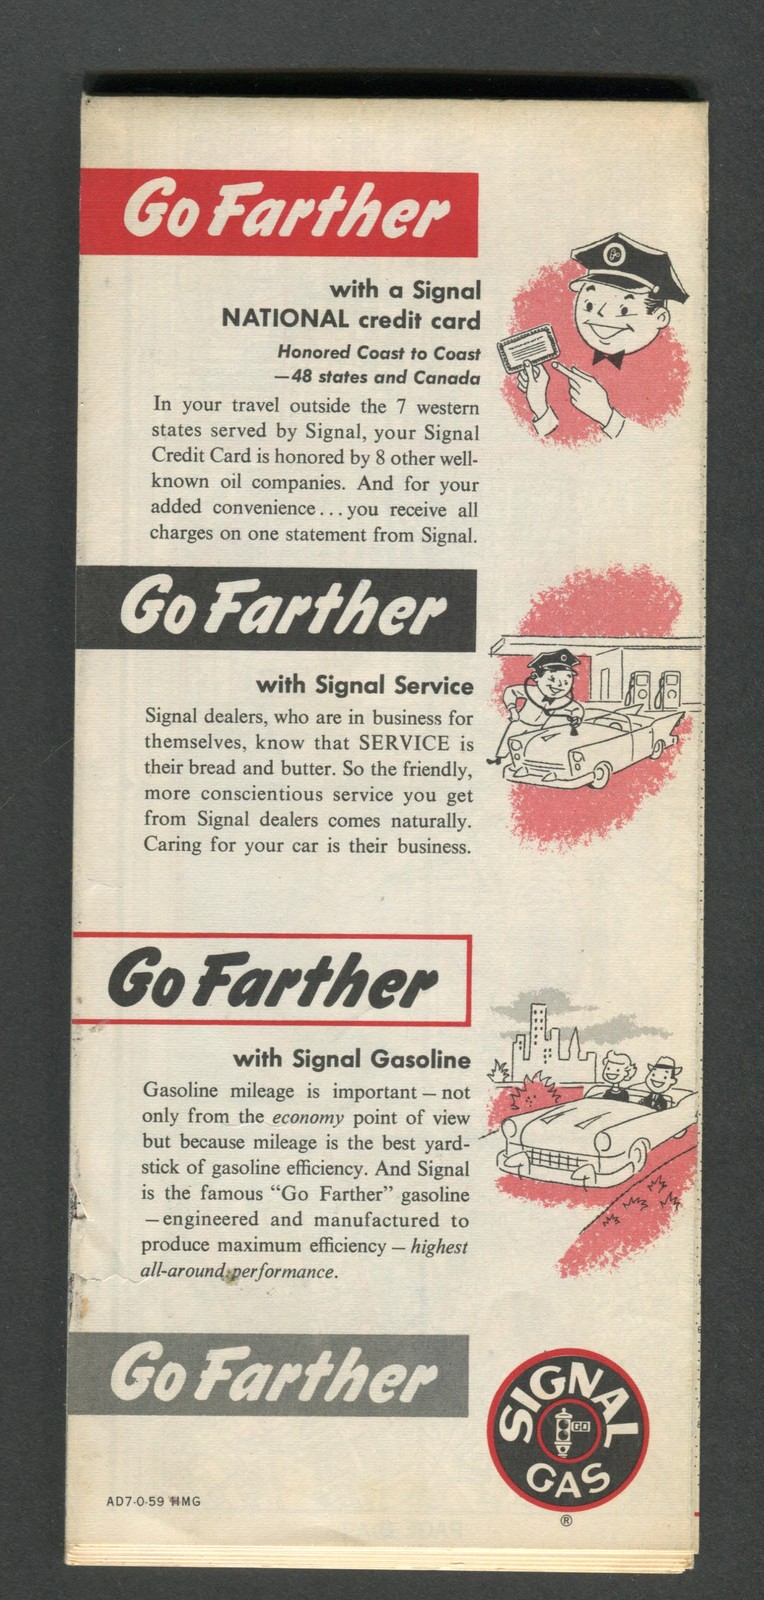 Go Farther
with a Signal
NATIONAL credit card
Honored Coast to Coast
—48 states and Canada
In your travel outside the 7 western
states served by Signal, your Signal
Credit Card is honored by 8 other well-
known oil companies. And for your
added convenience...you receive all
charges on one statement from Signal.
Go Farther
with Signal Service
Signal dealers, who are in business for
themselves, know that SERVICE is
their bread and butter. So the friendly,
more conscientious service you get
from Signal dealers comes naturally.
Caring for your car is their business.
Go Farther
with Signal Gasoline
Gasoline mileage is important — not
only from the economy point of view
but because mileage is the best yard-
stick of gasoline efficiency. And Signal
is the famous “Go Farther” gasoline
—engineered and manufactured to
produce maximum efficiency — highest
all-around performance.
Go Farther
SIGNAL
GO
GAS
®
AD7-0-59 HMG